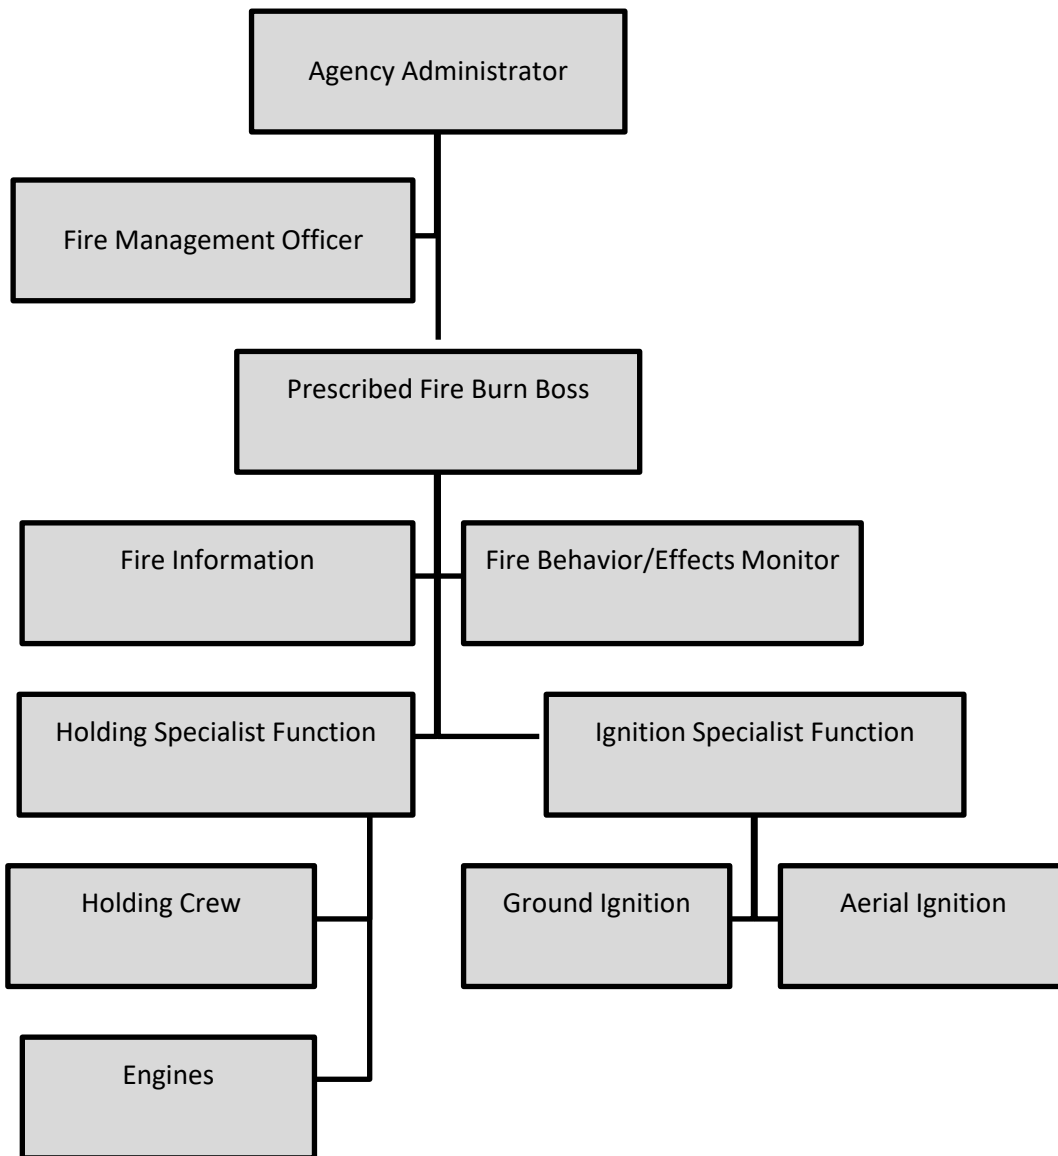 Agency Administrator
Fire Management Officer
Prescribed Fire Burn Boss
Fire Information
Fire Behavior/Effects Monitor
Holding Specialist Function
Ignition Specialist Function
Holding Crew
Ground Ignition
Aerial Ignition
Engines